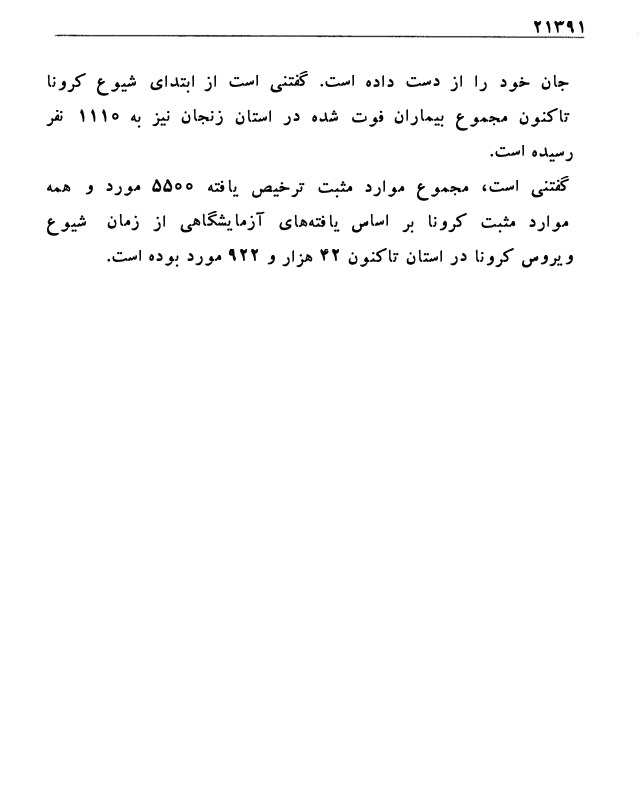 ۲۱۳۹۱
جان خود را از دست داده است. گفتنی است از ابتدای شیوع کرونا
تاکنون مجموع بیماران فوت شده در استان زنجان نیز به ۱۱۱۰ نفر
رسیده است.
گفتنی است، مجموع موارد مثبت ترخیص یافته ۵۵۰۰ مورد و همه
موارد مثبت کرونا بر اساس یافته‌های آزمایشگاهی از زمان شیوع
ویروس کرونا در استان تاکنون ۴۲ هزار و ۹۲۲ مورد بوده است.